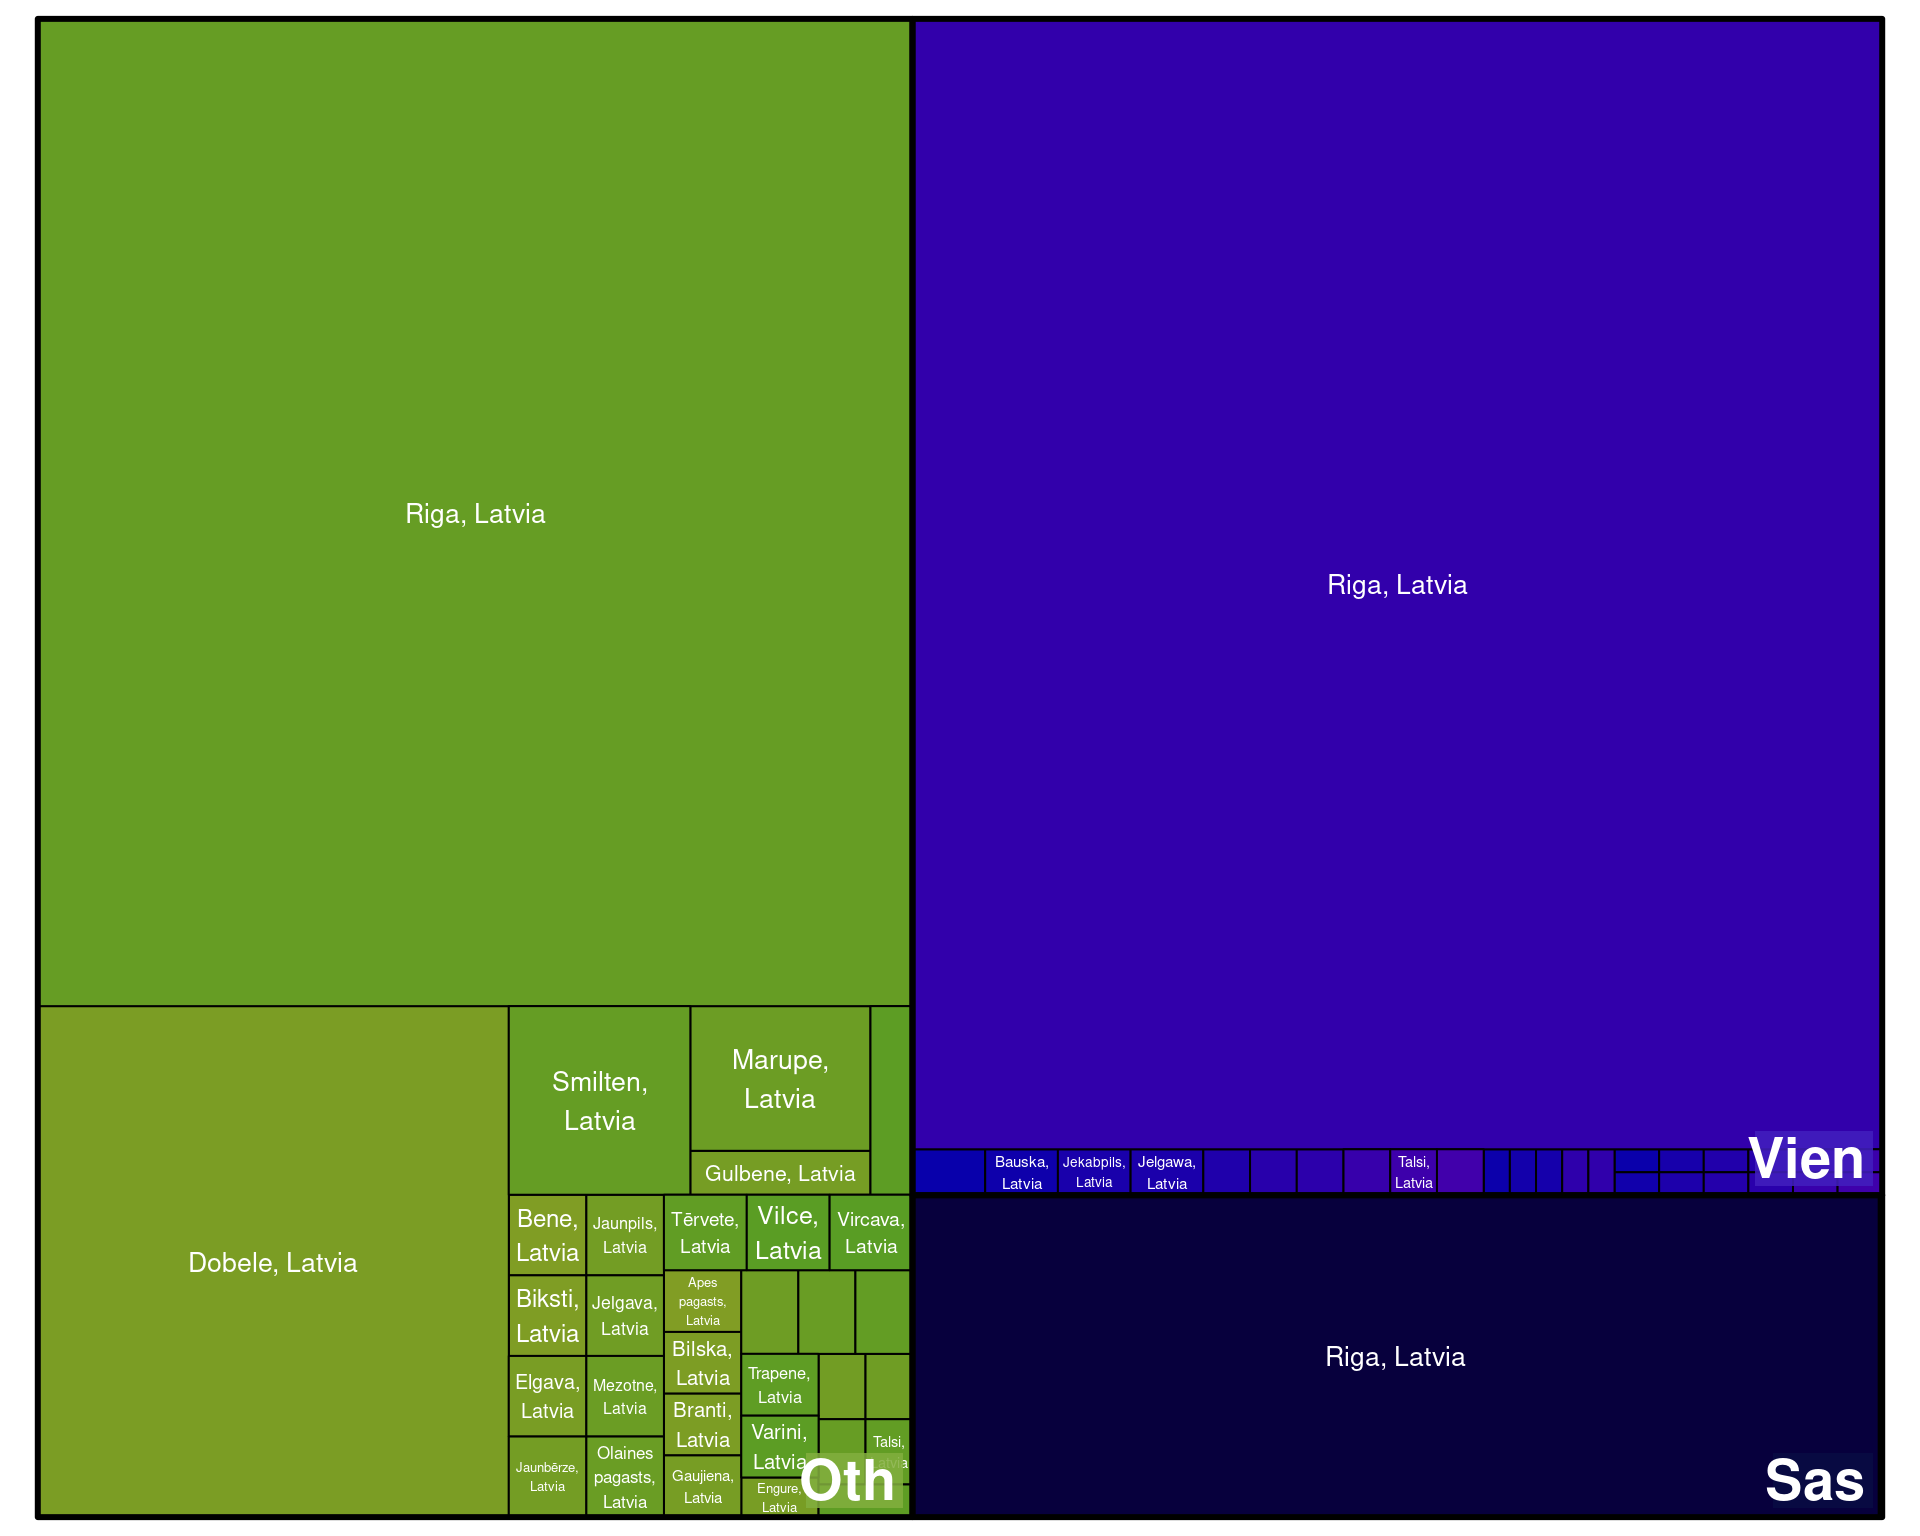 Riga, Latvia
Riga, Latvia
Smilten,
Latvia
Marupe,
Latvia
Gulbene, Latvia
Dobele, Latvia
Bene,
Latvia
Jaunpils,
Latvia
Tērvete,
Latvia
Vilce,
Latvia
Vircava,
Latvia
Biksti,
Latvia
Jelgava,
Latvia
Apes
pagasts,
Latvia
Bilska,
Latvia
Elgava,
Latvia
Mezotne,
Latvia
Branti,
Latvia
Trapene,
Latvia
Varini,
Latvia
Talsi,
Latvia
Jaunbērze,
Latvia
Olaines
pagasts,
Latvia
Gaujiena,
Latvia
Engure,
Latvia
Oth
Bauska,
Latvia
Jekabpils,
Latvia
Jelgawa,
Latvia
Talsi,
Latvia
Vien
Riga, Latvia
Sas